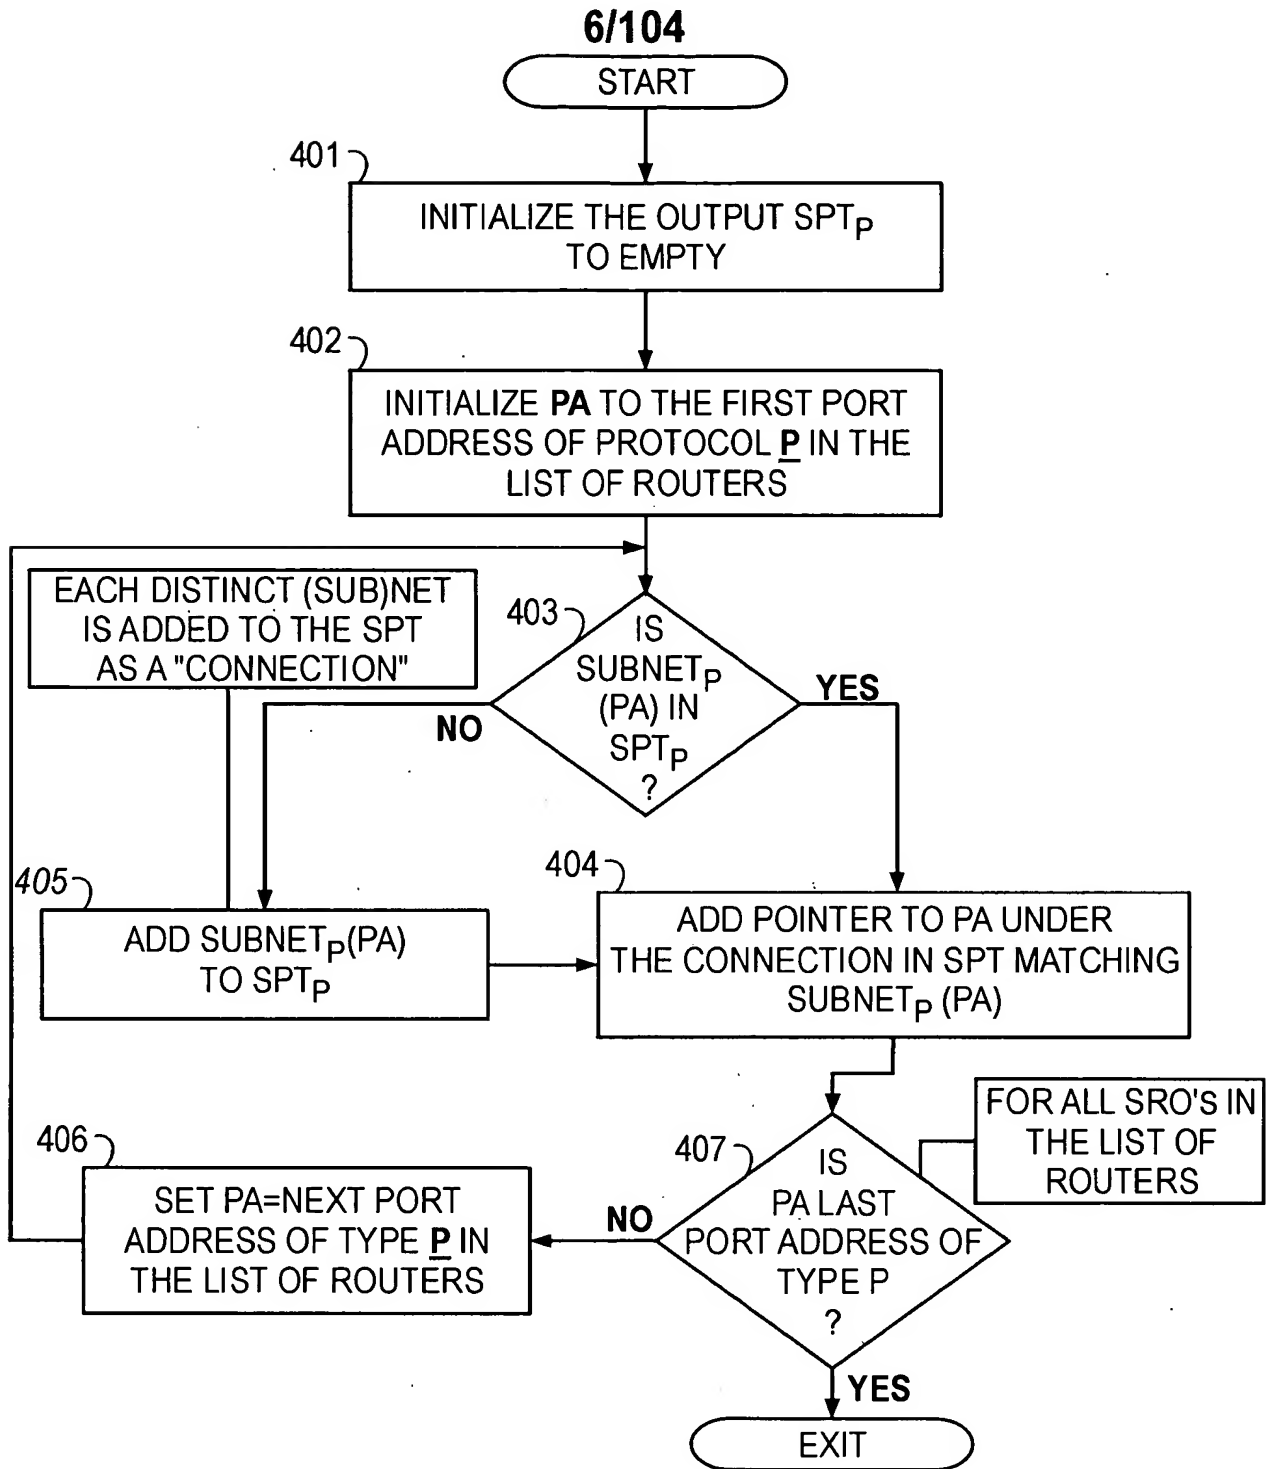 6/104
START
401
INITIALIZE THE OUTPUT SPTP
TO EMPTY
402
INITIALIZE PA TO THE FIRST PORT
ADDRESS OF PROTOCOL P IN THE
LIST OF ROUTERS
EACH DISTINCT (SUB)NET
IS ADDED TO THE SPT
AS A "CONNECTION"
403
IS
SUBNETP
(PA) IN
SPTP
?
NO
YES
405
ADD SUBNETP(PA)
TO SPTP
404
ADD POINTER TO PA UNDER
THE CONNECTION IN SPT MATCHING
SUBNETP (PA)
406
SET PA=NEXT PORT
ADDRESS OF TYPE P IN
THE LIST OF ROUTERS
NO
407
IS
PA LAST
PORT ADDRESS OF
TYPE P
?
FOR ALL SRO'S IN
THE LIST OF
ROUTERS
YES
EXIT